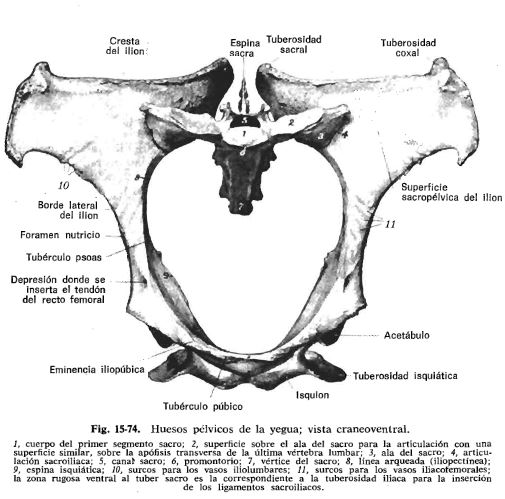 Cresta
del ilion:
Espina
sacra
Tuberosidad
sacral
Tuberosidad
coxal
5
1
2
3
4
6
7
8
9
10
11
Superficie
sacropélvica del ilion
Borde lateral
del ilion
Foramen nutricio
Tubérculo psoas
Depresión donde se
inserta el tendón
del recto femoral
Acetábulo
Eminencia iliopúbica
Tuberosidad isquiática
Isquion
Tubérculo púbico
Fig. 15-74. Huesos pélvicos de la yegua; vista craneoventral.
1, cuerpo del primer segmento sacro; 2, superficie sobre el ala del sacro para la articulación con una
superficie similar, sobre la apófisis transversa de la última vértebra lumbar; 3, ala del sacro; 4, articu-
lación sacroiliaca; 5, canal sacro; 6, promontorio; 7, vértice del sacro; 8, línea arqueada (iliopectínea);
9, espina isquiática; 10, surcos para los vasos iliolumbares; 11, surcos para los vasos iliacofemorales;
la zona rugosa ventral al tuber sacro es la correspondiente a la tuberosidad iliaca para la inserción
de los ligamentos sacroiliacos.